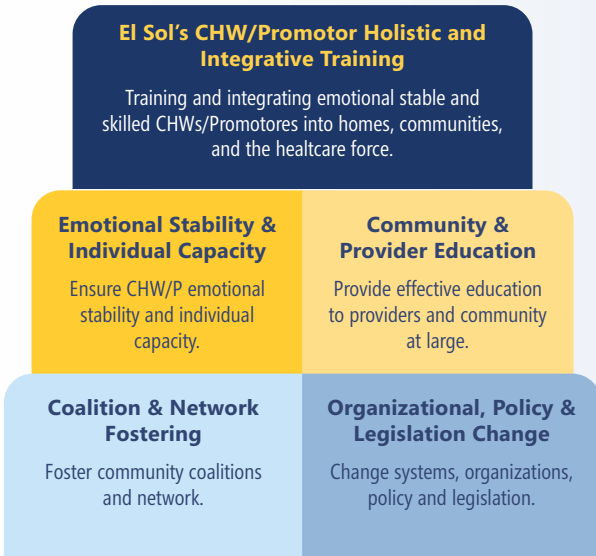 El Sol's CHW/Promotor Holistic and
Integrative Training
Training and integrating emotional stable and
skilled CHWs/Promotores into homes, communities,
and the healtcare force.
Emotional Stability &
Individual Capacity
Ensure CHW/P emotional
stability and individual
capacity.
Community &
Provider Education
Provide effective education
to providers and community
at large.
Coalition & Network
Fostering
Foster community coalitions
and network.
Organizational, Policy &
Legislation Change
Change systems, organizations,
policy and legislation.